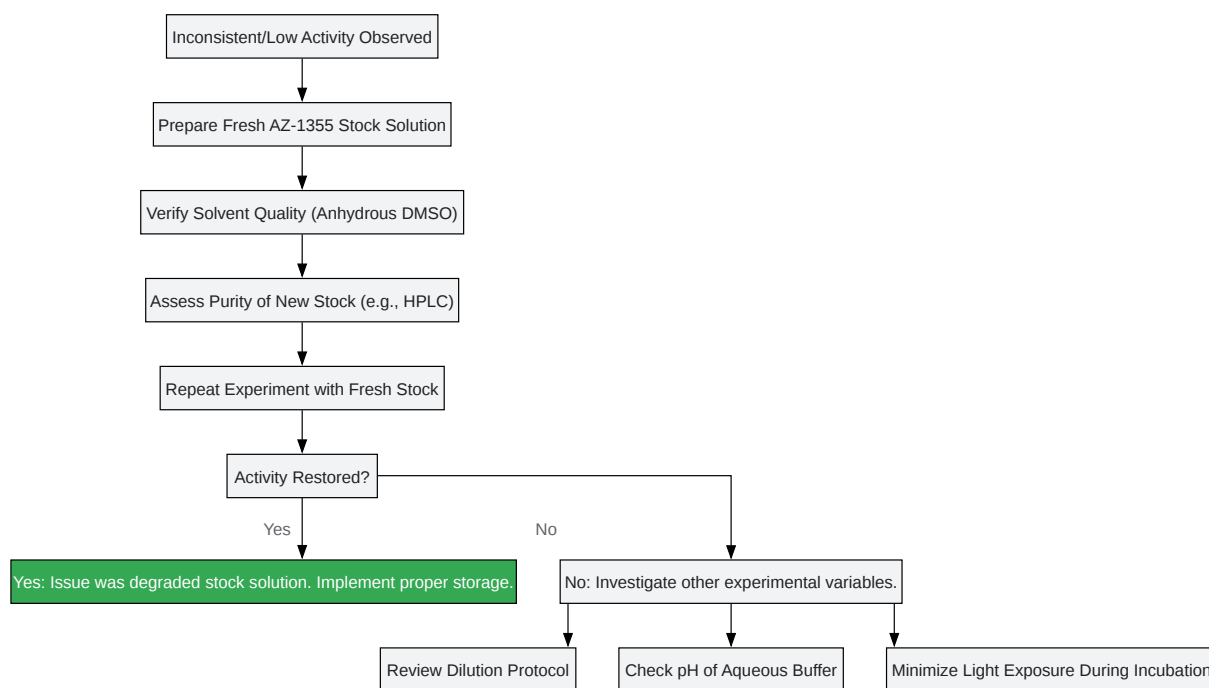 Inconsistent/Low Activity Observed
Prepare Fresh AZ-1355 Stock Solution
Verify Solvent Quality (Anhydrous DMSO)
Assess Purity of New Stock (e.g., HPLC)
Repeat Experiment with Fresh Stock
Activity Restored?
Yes
No
Yes: Issue was degraded stock solution. Implement proper storage.
No: Investigate other experimental variables.
Review Dilution Protocol
Check pH of Aqueous Buffer
Minimize Light Exposure During Incubation